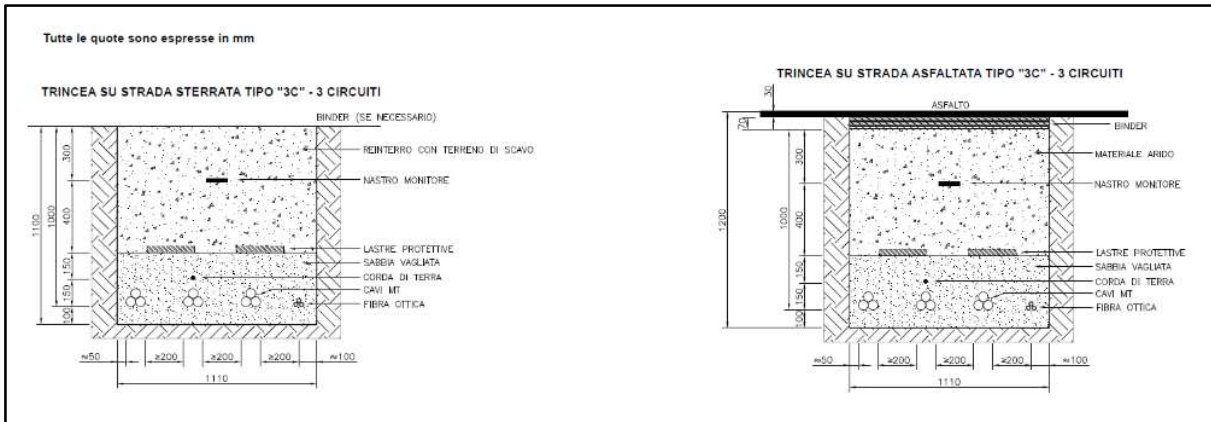 Tutte le quote sono espresse in mm
TRINCEA SU STRADA STERRATA TIPO "3C" - 3 CIRCUITI
BINDER (SE NECESSARIO)
REINTERRO CON TERRENO DI SCAVO
NASTRO MONITORE
LASTRE PROTETTIVE
SABBIA VAGLIATA
CORDA DI TERRA
CAVI MT
FIBRA OTTICA
1100
1000
300
400
150
150
100
≈50
≥200
≥200
≥200
≈100
1110
TRINCEA SU STRADA ASFALTATA TIPO "3C" - 3 CIRCUITI
ASFALTO
BINDER
MATERIALE ARIDO
NASTRO MONITORE
LASTRE PROTETTIVE
SABBIA VAGLIATA
CORDA DI TERRA
CAVI MT
FIBRA OTTICA
30
70
1200
1000
300
400
150
150
100
≈50
≥200
≥200
≥200
≈100
1110